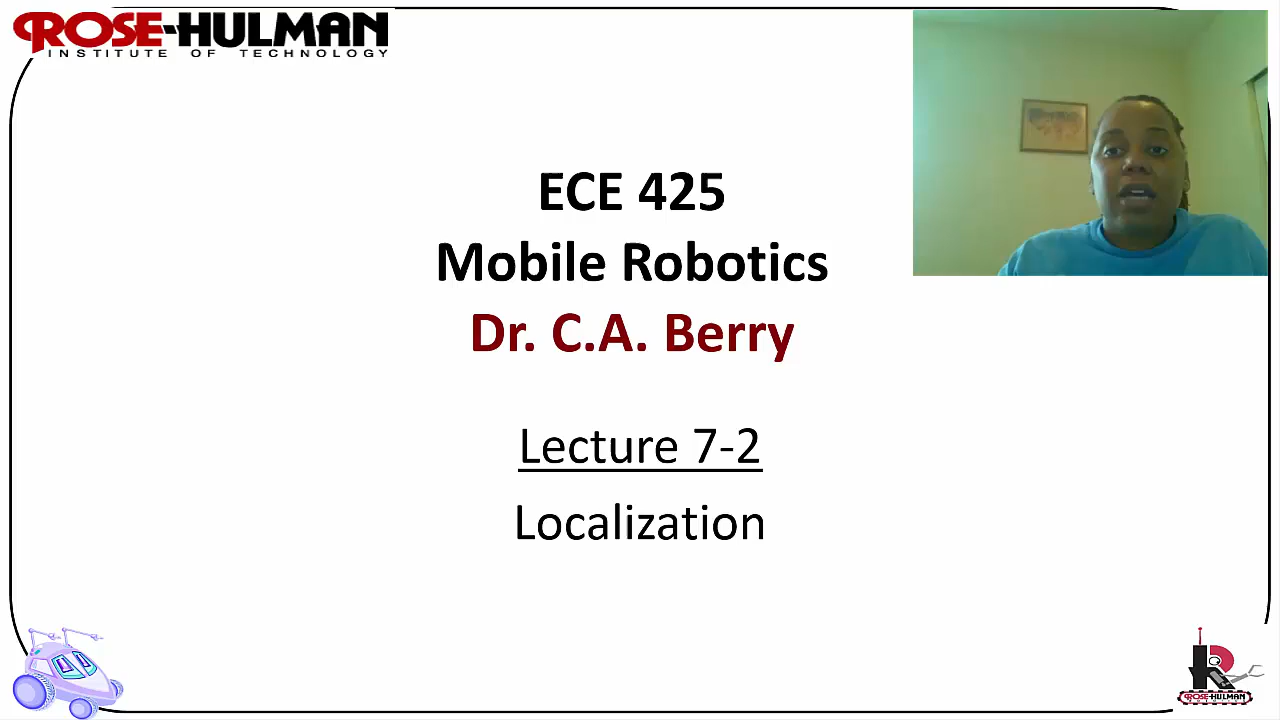 ROSE-HULMAN
INSTITUTE OF TECHNOLOGY
ECE 425
Mobile Robotics
Dr. C.A. Berry
Lecture 7-2
Localization
R
ROSE-HULMAN